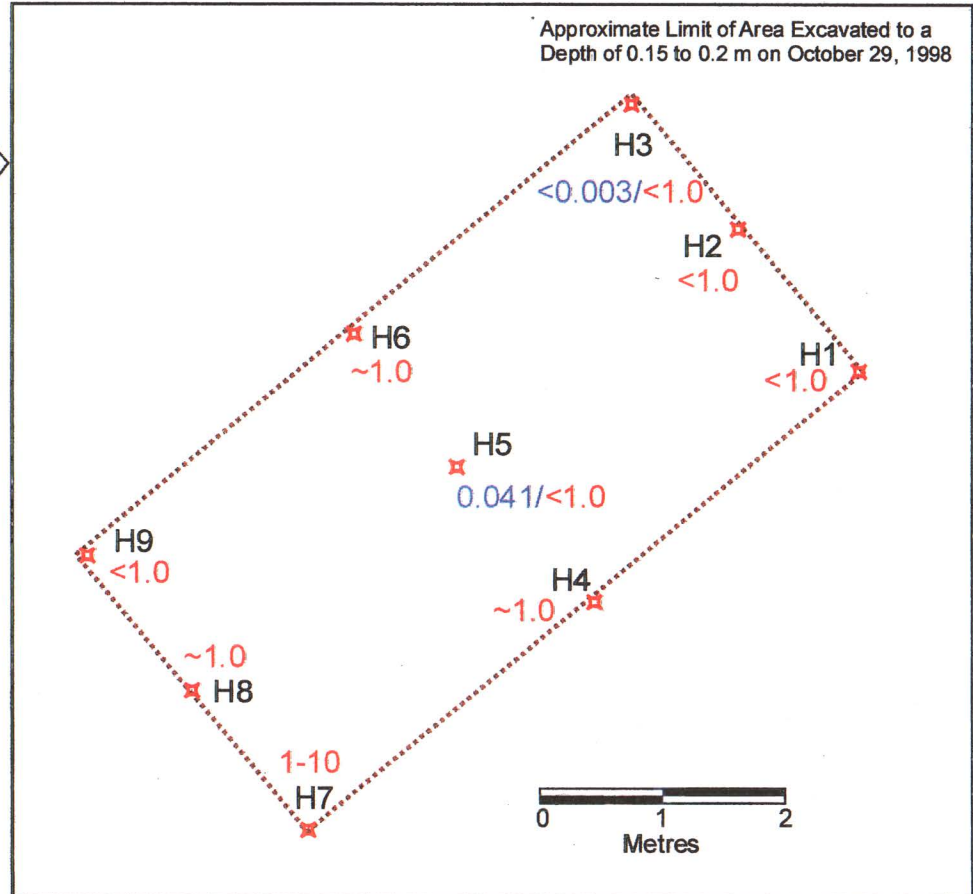 Approximate Limit of Area Excavated to a
Depth of 0.15 to 0.2 m on October 29, 1998
H3
<0.003/<1.0
H2
<1.0
H1
<1.0
H6
~1.0
H5
0.041/<1.0
H9
<1.0
H4
~1.0
~1.0
H8
1-10
H7
0 1 2
Metres